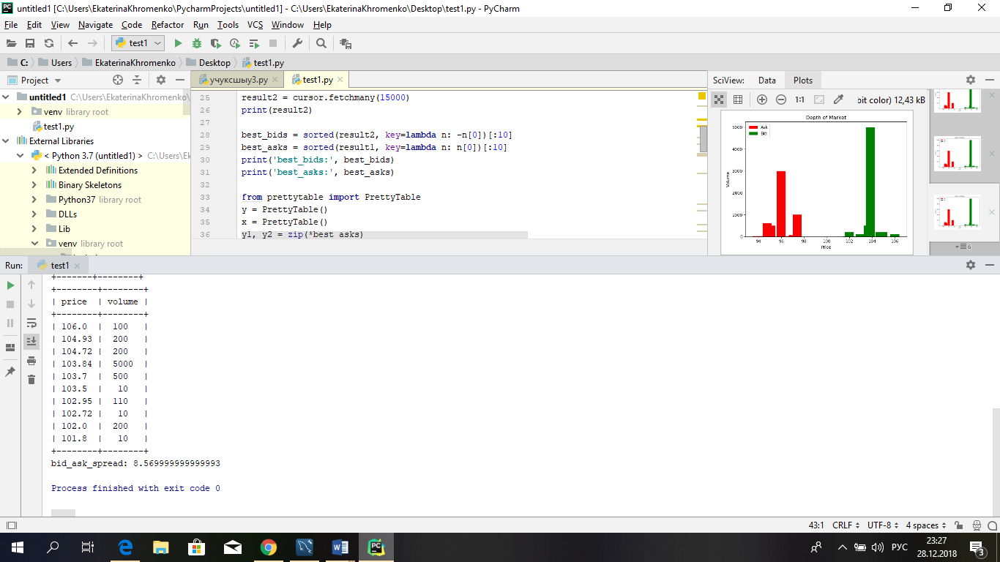 untitled1 [C:\Users\EkaterinaKhromenko\PycharmProjects\untitled1] - C:\Users\EkaterinaKhromenko\Desktop\test1.py - PyCharm
File Edit View Navigate Code Refactor Run Tools VCS Window Help
test1
C: Users EkaterinaKhromenko Desktop test1.py
Project
учуксшыу3.py test1.py
SciView: Data Plots
untitled1 C:\Users\EkaterinaKhromenko\
venv library root
test1.py
External Libraries
< Python 3.7 (untitled1) > C:\Users\Ek
Extended Definitions
Binary Skeletons
Python37 library root
DLLs
Lib
venv library root
25 result2 = cursor.fetchmany(15000)
26 print(result2)
27
28 best_bids = sorted(result2, key=lambda n: -n[0])[:10]
29 best_asks = sorted(result1, key=lambda n: n[0])[:10]
30 print('best_bids:', best_bids)
31 print('best_asks:', best_asks)
32
33 from prettytable import PrettyTable
34 y = PrettyTable()
35 x = PrettyTable()
36 y1, y2 = zip(*best_asks)
1:1 bit color) 12,43 kB
Depth of Market
Ask
Bid
Volume
5000
4000
3000
2000
1000
0
94 96 98 100 102 104 106
Price
6
Run: test1
+-------+--------+
+--------+--------+
| price | volume |
+--------+--------+
| 106.0 | 100 |
| 104.93 | 200 |
| 104.72 | 200 |
| 103.84 | 5000 |
| 103.7 | 500 |
| 103.5 | 10 |
| 102.95 | 110 |
| 102.72 | 10 |
| 102.0 | 200 |
| 101.8 | 10 |
+--------+--------+
bid_ask_spread: 8.569999999999993
Process finished with exit code 0
43:1 CRLF UTF-8 4 spaces
РУС
23:27
28.12.2018
3